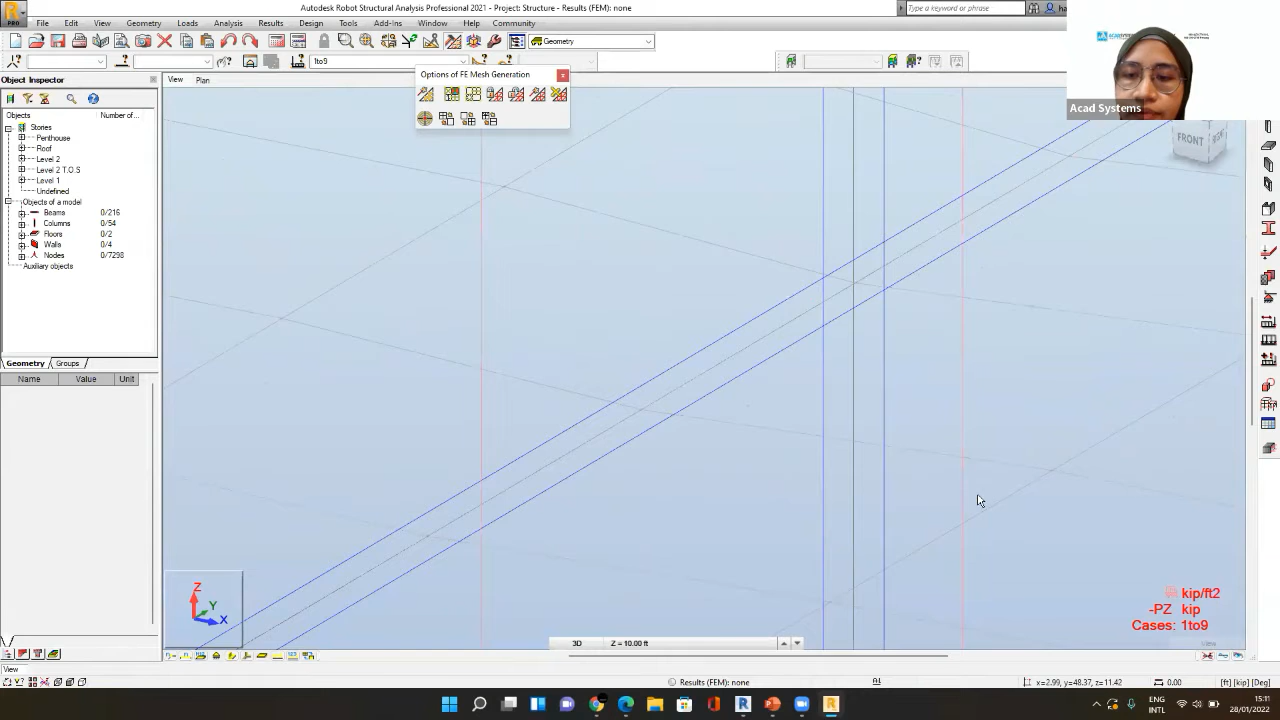 Autodesk Robot Structural Analysis Professional 2021 - Project: Structure - Results (FEM): none
Type a keyword or phrase
PRO
File Edit View Geometry Loads Analysis Results Design Tools Add-Ins Window Help Community
Geometry
1to9
Acad Systems
Object Inspector
Objects Number of...
Stories
Penthouse
Roof
Level 2
Level 2 T.O.S
Level 1
Undefined
Objects of a model
Beams 0/216
Columns 0/54
Floors 0/2
Walls 0/4
Nodes 0/7298
Auxiliary objects
Geometry Groups
Name Value Unit
View Plan
Options of FE Mesh Generation
FRONT
Z
Y
X
kip/ft2
-PZ kip
Cases: 1to9
3D Z = 10.00 ft
View
View
Results (FEM): none
x=2.99, y=48.37, z=11.42
0.00
[ft] [kip] [Deg]
ENG
INTL
15:11
28/01/2022